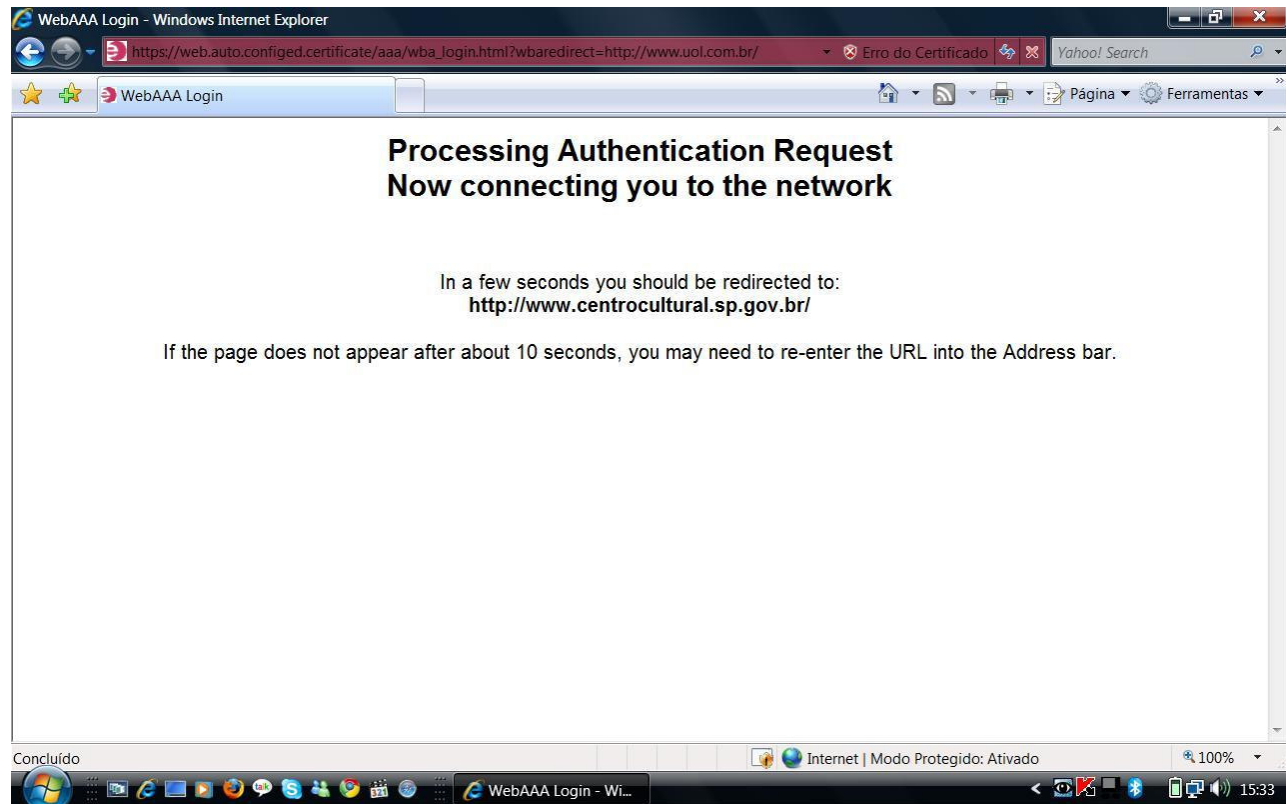 WebAAA Login - Windows Internet Explorer
https://web.auto.configed.certificate/aaa/wba_login.html?wbaredirect=http://www.uol.com.br/ Erro do Certificado Yahoo! Search
WebAAA Login Página Ferramentas
Processing Authentication Request
Now connecting you to the network
In a few seconds you should be redirected to:
http://www.centrocultural.sp.gov.br/
If the page does not appear after about 10 seconds, you may need to re-enter the URL into the Address bar.
Concluído Internet | Modo Protegido: Ativado 100%
talk WebAAA Login - Wi... 15:33